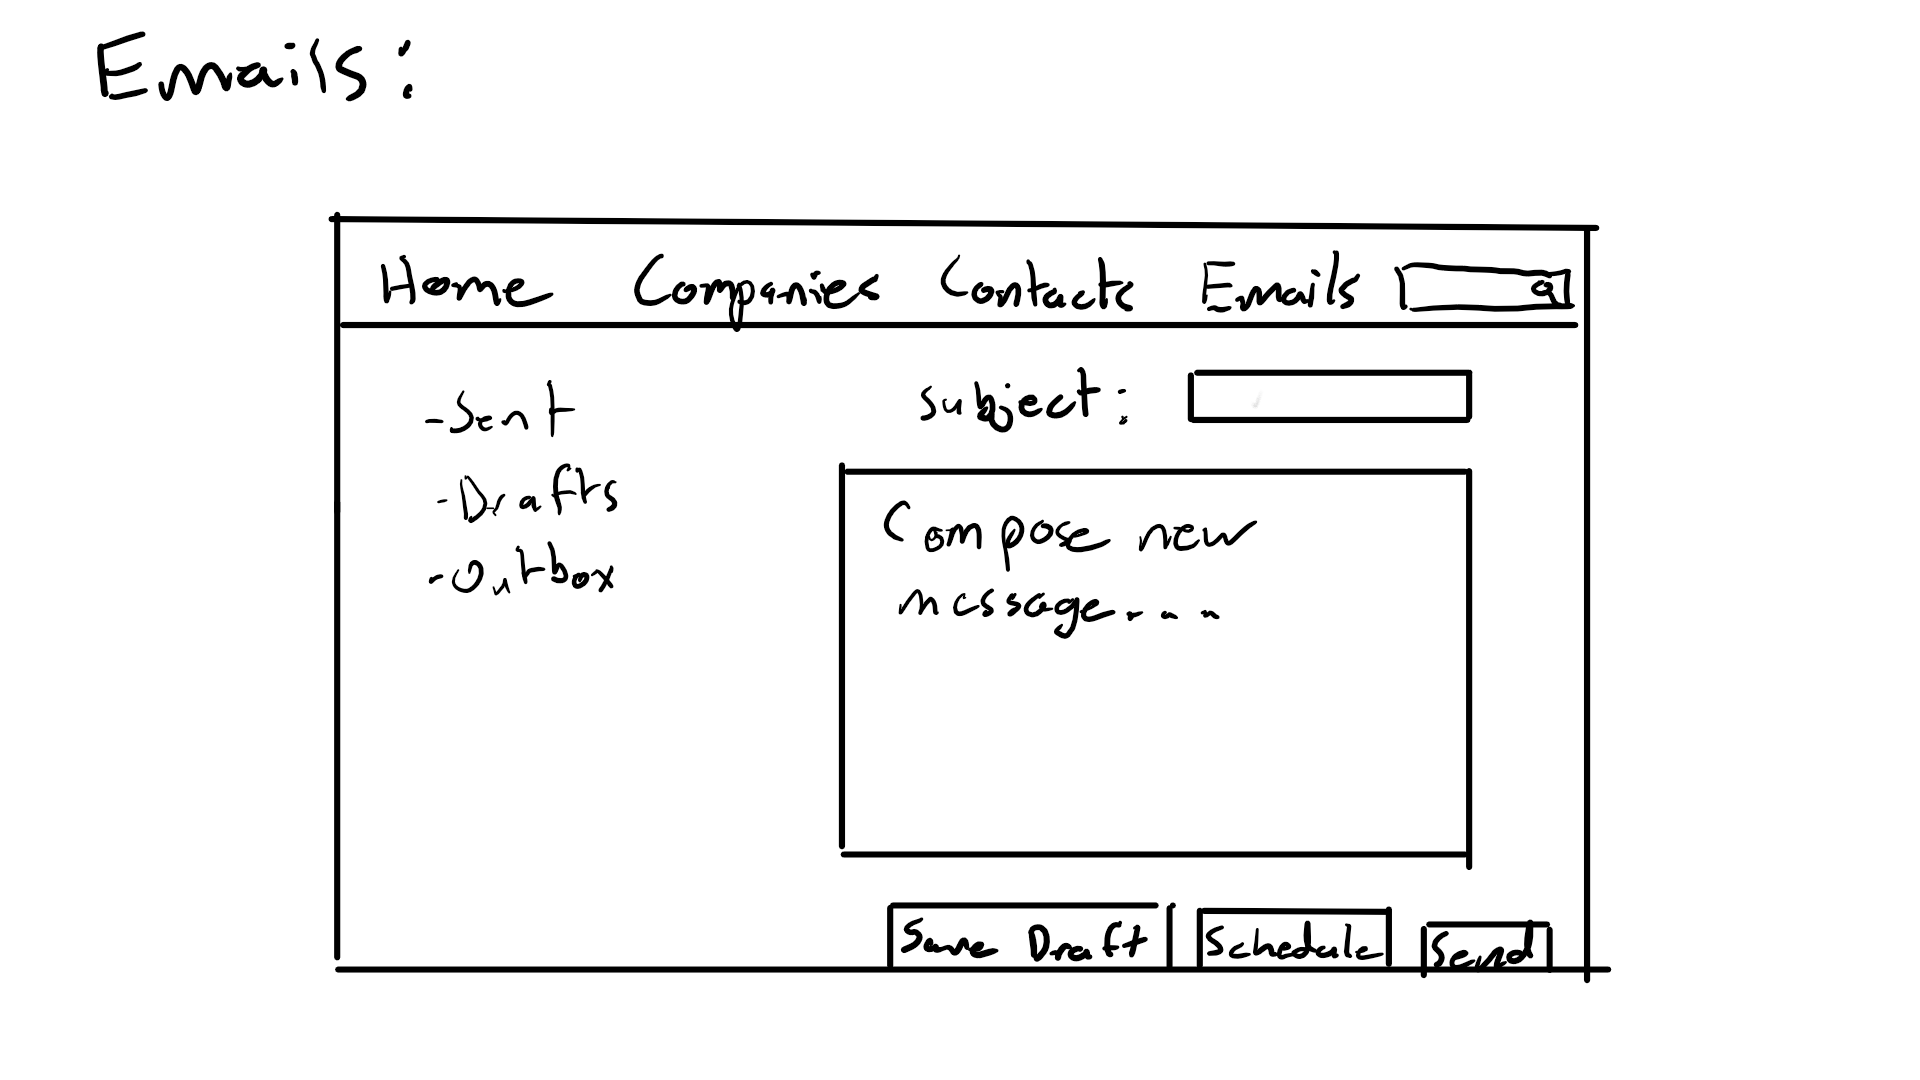 Emails:
Home Companies Contacts Emails
- Sent
- Drafts
- Outbox
subject:
Compose new
message....
Save Draft
Schedule
Send